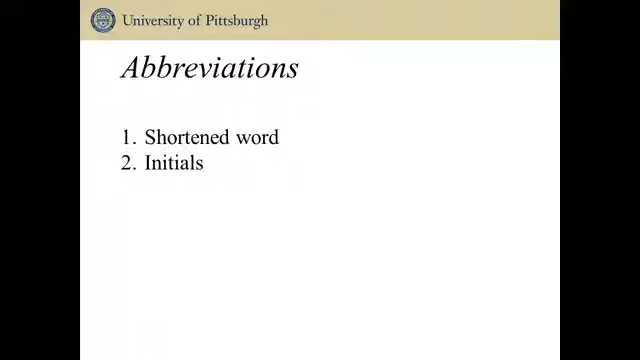 University of Pittsburgh
Abbreviations
1. Shortened word
2. Initials